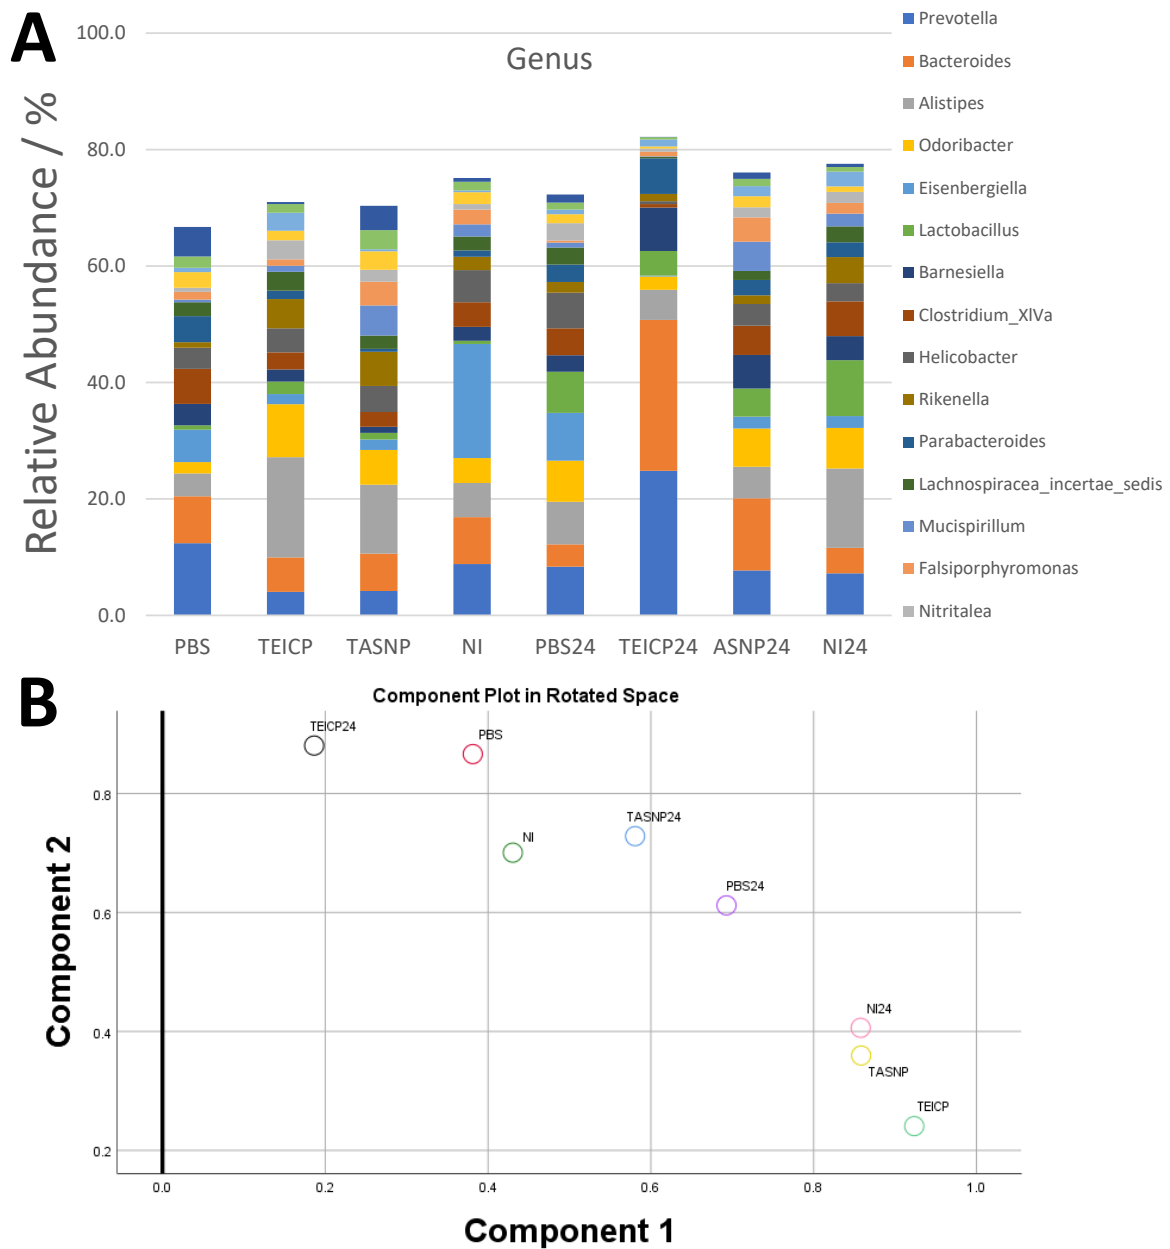 A
Genus
Relative Abundance / %
100.0
80.0
60.0
40.0
20.0
0.0
PBS TEICP TASNP NI PBS24 TEICP24 ASNP24 NI24
Prevotella
Bacteroides
Alistipes
Odoribacter
Eisenbergiella
Lactobacillus
Barnesiella
Clostridium_XlVa
Helicobacter
Rikenella
Parabacteroides
Lachnospiracea_incertae_sedis
Mucispirillum
Falsiporphyromonas
Nitritalea
B
Component Plot in Rotated Space
Component 2
0.8
0.6
0.4
0.2
TEICP24
PBS
TASNP24
NI
PBS24
NI24
TASNP
TEICP
0.0 0.2 0.4 0.6 0.8 1.0
Component 1